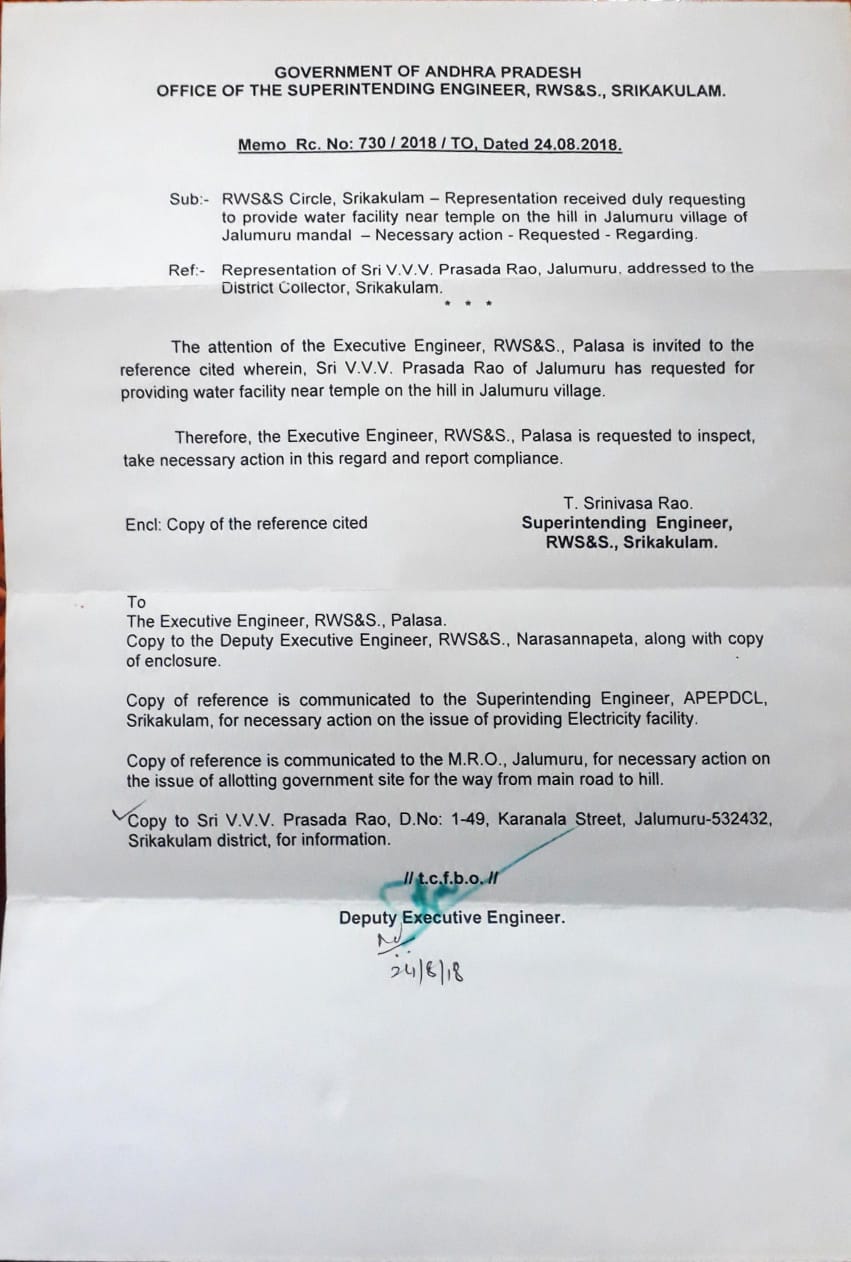 GOVERNMENT OF ANDHRA PRADESH
OFFICE OF THE SUPERINTENDING ENGINEER, RWS&S., SRIKAKULAM.
Memo Rc. No: 730 / 2018 / TO, Dated 24.08.2018.
Sub:- RWS&S Circle, Srikakulam – Representation received duly requesting
to provide water facility near temple on the hill in Jalumuru village of
Jalumuru mandal – Necessary action - Requested - Regarding.
Ref:- Representation of Sri V.V.V. Prasada Rao, Jalumuru, addressed to the
District Collector, Srikakulam.
* * *
The attention of the Executive Engineer, RWS&S., Palasa is invited to the
reference cited wherein, Sri V.V.V. Prasada Rao of Jalumuru has requested for
providing water facility near temple on the hill in Jalumuru village.
Therefore, the Executive Engineer, RWS&S., Palasa is requested to inspect,
take necessary action in this regard and report compliance.
T. Srinivasa Rao.
Encl: Copy of the reference cited Superintending Engineer,
RWS&S., Srikakulam.
To
The Executive Engineer, RWS&S., Palasa.
Copy to the Deputy Executive Engineer, RWS&S., Narasannapeta, along with copy
of enclosure.
Copy of reference is communicated to the Superintending Engineer, APEPDCL,
Srikakulam, for necessary action on the issue of providing Electricity facility.
Copy of reference is communicated to the M.R.O., Jalumuru, for necessary action on
the issue of allotting government site for the way from main road to hill.
Copy to Sri V.V.V. Prasada Rao, D.No: 1-49, Karanala Street, Jalumuru-532432,
Srikakulam district, for information.
// t.c.f.b.o. //
Deputy Executive Engineer.
24/8/18